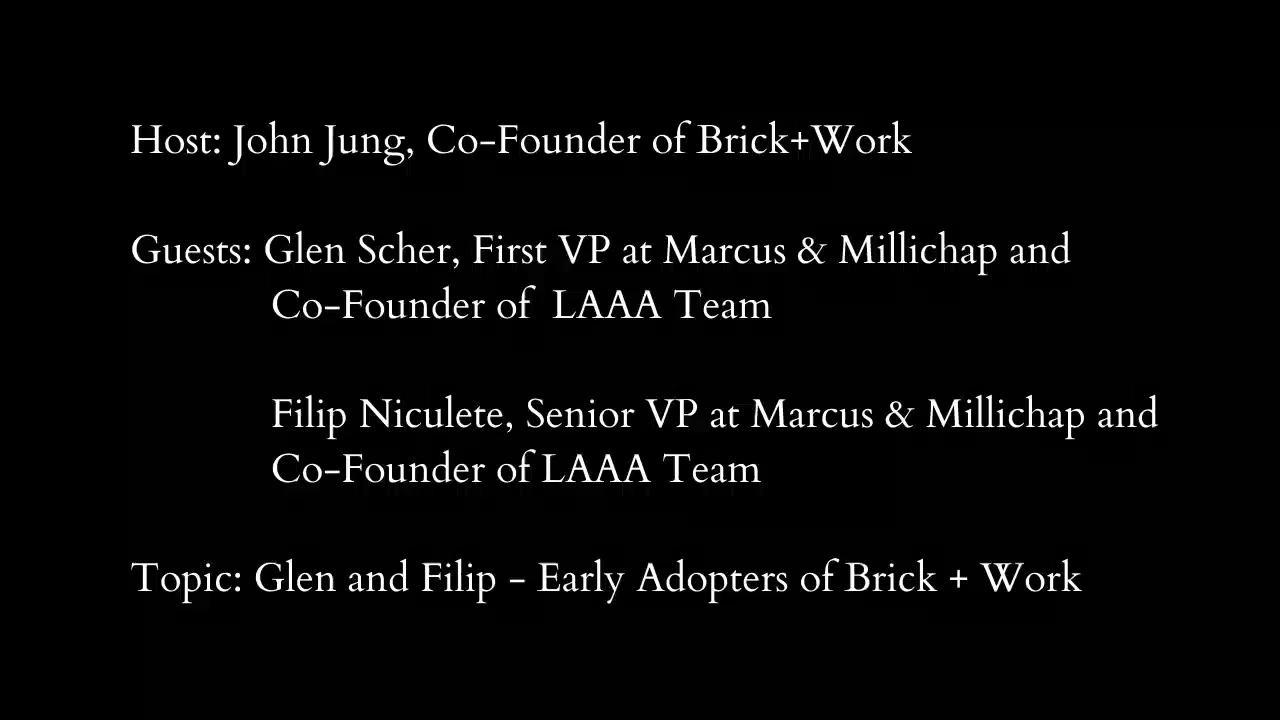 Host: John Jung, Co-Founder of Brick+Work
Guests: Glen Scher, First VP at Marcus & Millichap and
Co-Founder of LAAA Team
Filip Niculete, Senior VP at Marcus & Millichap and
Co-Founder of LAAA Team
Topic: Glen and Filip - Early Adopters of Brick + Work